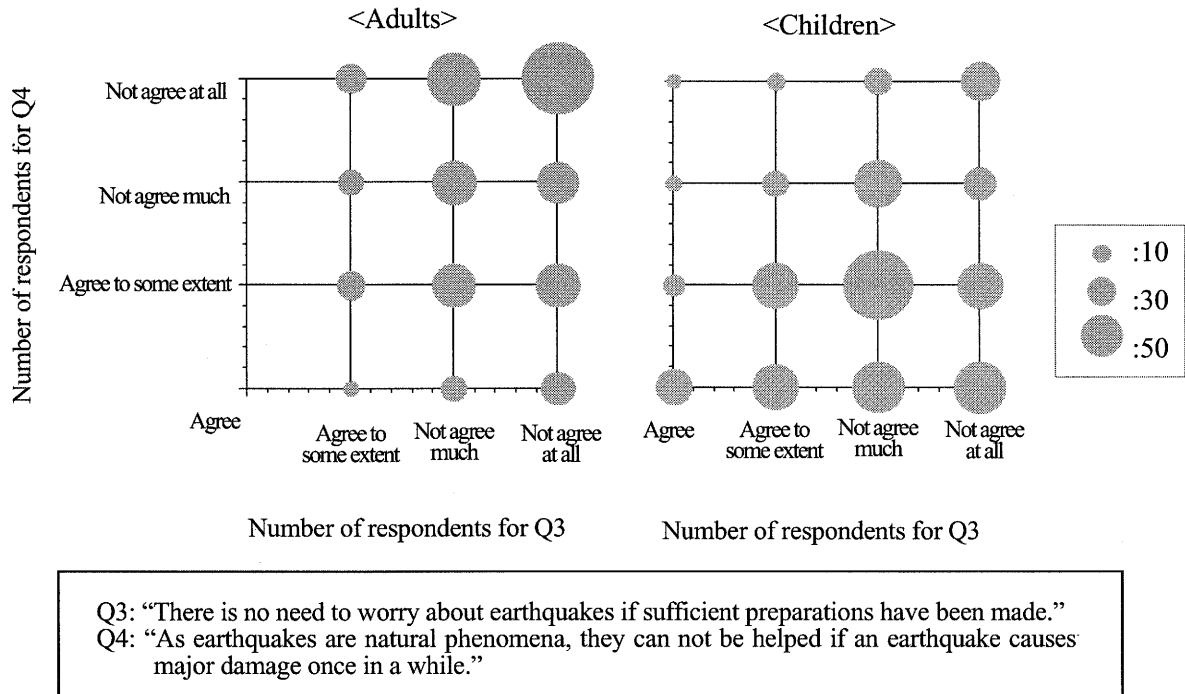 <Adults>
<Children>
Number of respondents for Q4
Not agree at all
Not agree much
Agree to some extent
Agree
Agree to
some extent
Not agree
much
Not agree
at all
Agree
Agree to
some extent
Not agree
much
Not agree
at all
:10
:30
:50
Number of respondents for Q3
Number of respondents for Q3
Q3: “There is no need to worry about earthquakes if sufficient preparations have been made.”
Q4: “As earthquakes are natural phenomena, they can not be helped if an earthquake causes
major damage once in a while.”